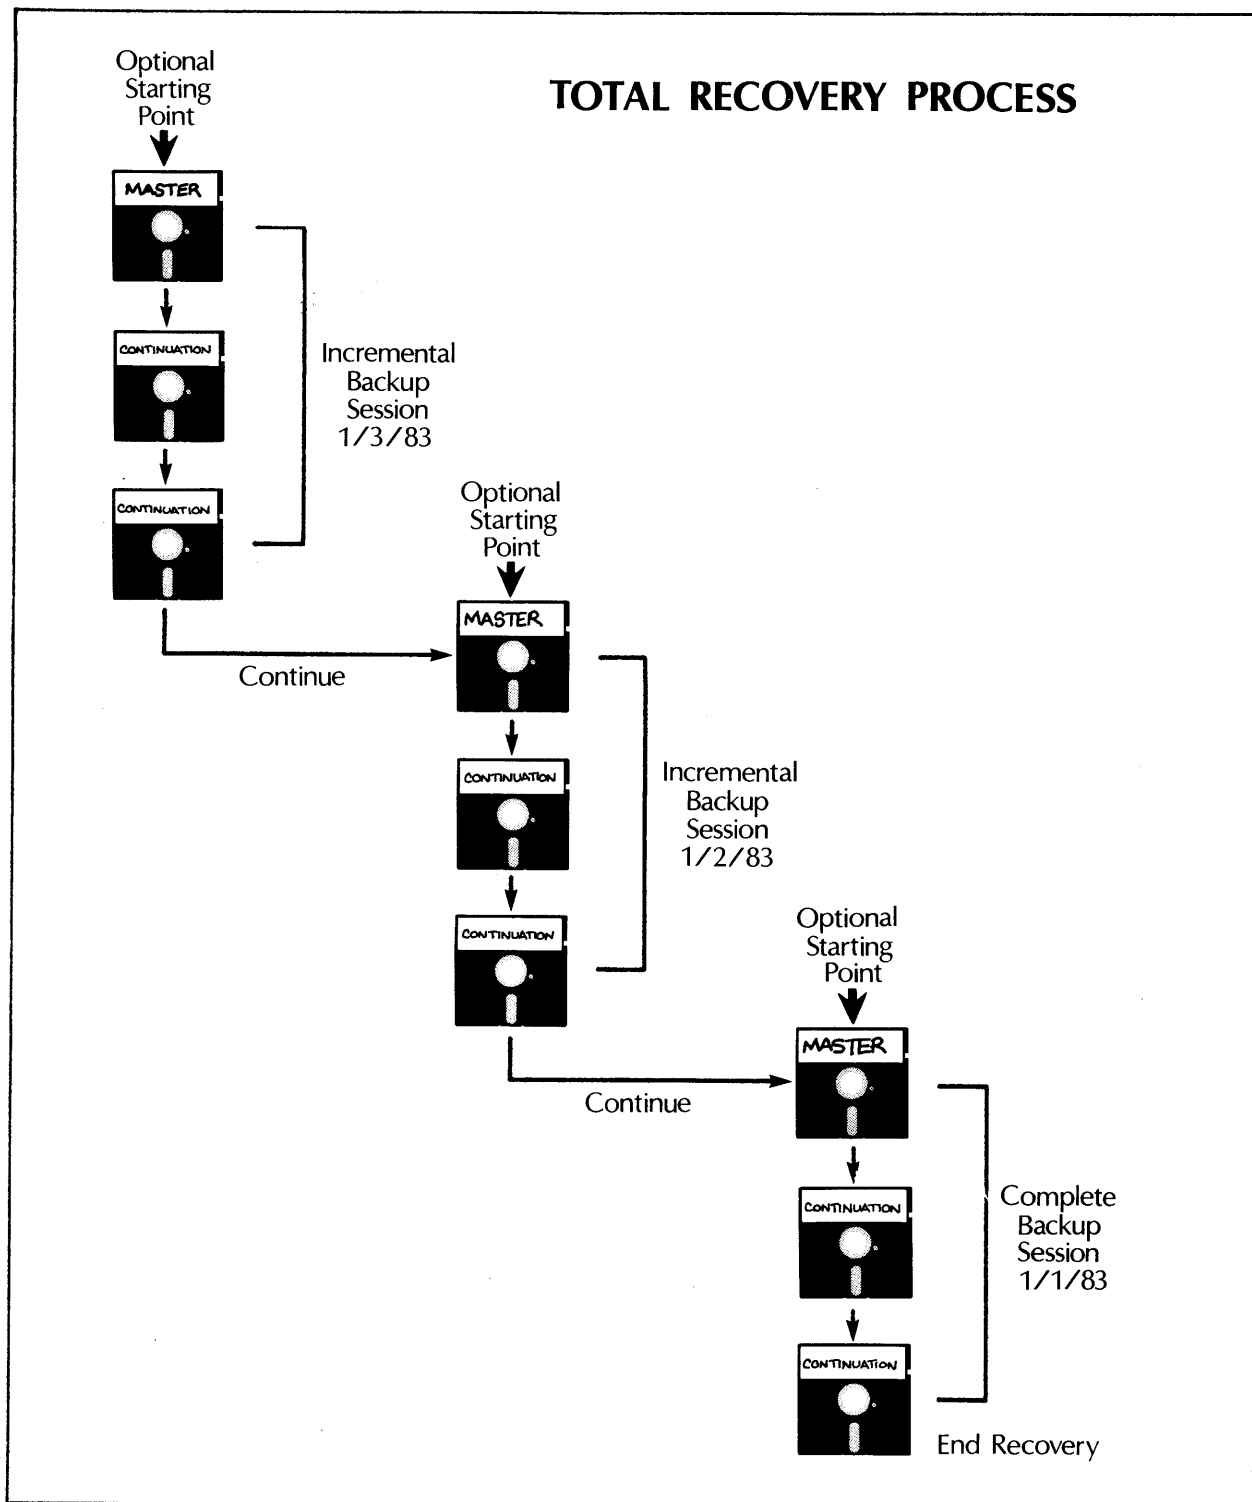 TOTAL RECOVERY PROCESS
Optional
Starting
Point
MASTER
CONTINUATION
CONTINUATION
Incremental
Backup
Session
1/3/83
Continue
Optional
Starting
Point
MASTER
CONTINUATION
CONTINUATION
Incremental
Backup
Session
1/2/83
Continue
Optional
Starting
Point
MASTER
CONTINUATION
CONTINUATION
Complete
Backup
Session
1/1/83
End Recovery